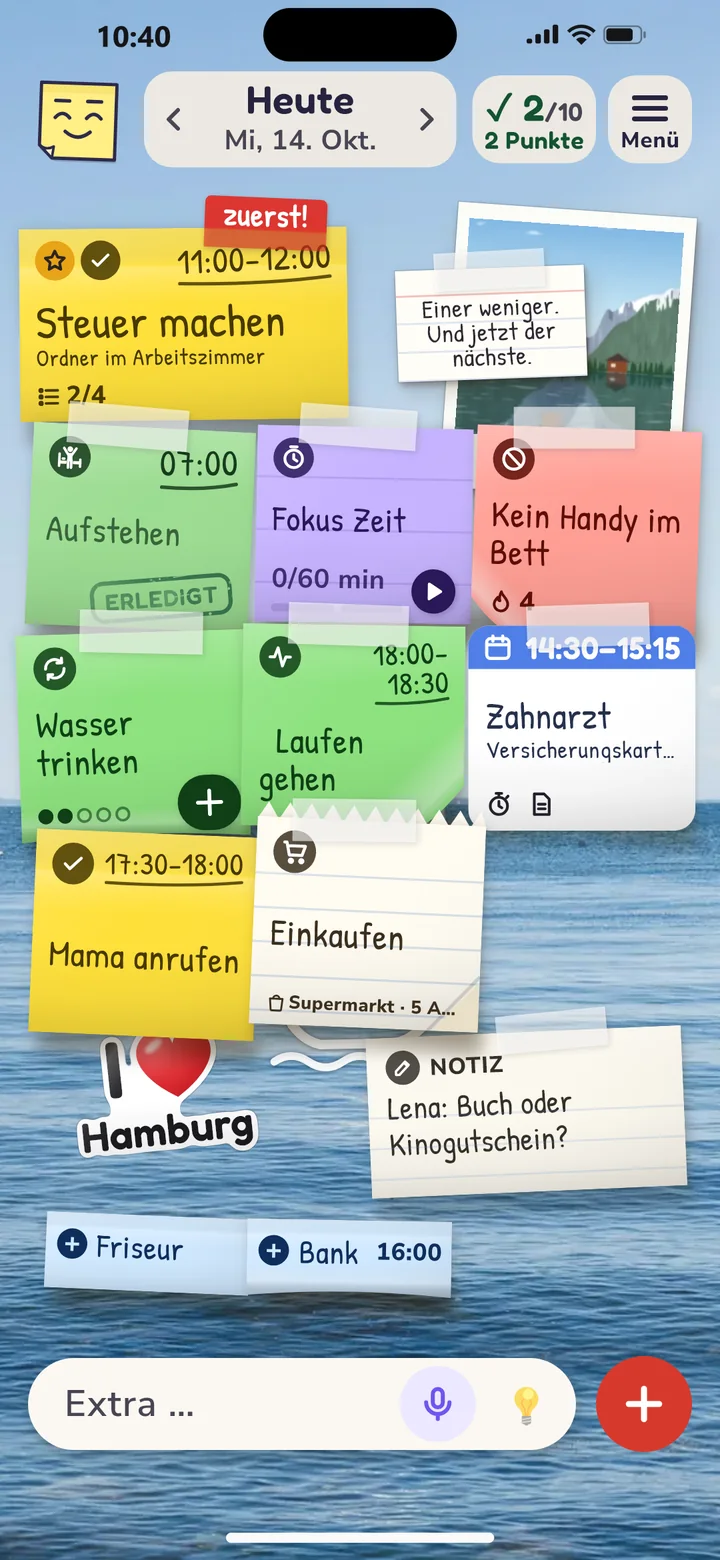 10:40
Heute
Mi, 14. Okt.
2/10
2 Punkte
Menü
zuerst!
11:00–12:00
Steuer machen
Ordner im Arbeitszimmer
2/4
Einer weniger.
Und jetzt der
nächste.
07:00
Aufstehen
ERLEDIGT
Fokus Zeit
0/60 min
Kein Handy im
Bett
4
Wasser
trinken
18:00–
18:30
Laufen
gehen
14:30–15:15
Zahnarzt
Versicherungskart...
17:30–18:00
Mama anrufen
Einkaufen
Supermarkt · 5 A...
I
Hamburg
NOTIZ
Lena: Buch oder
Kinogutschein?
Friseur
Bank 16:00
Extra ...